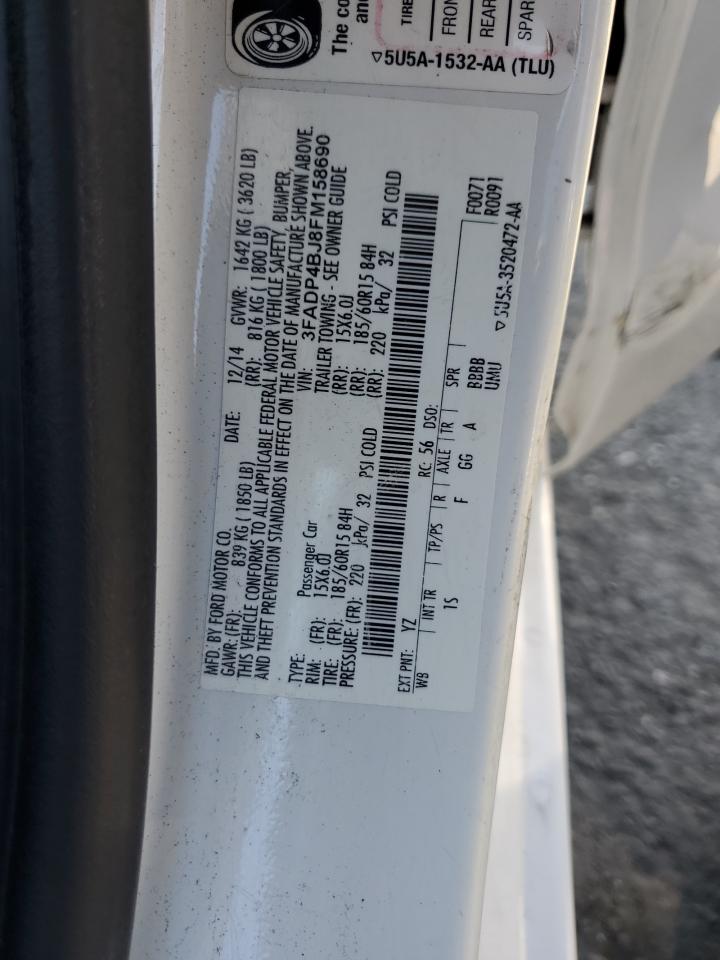 The co
and
TIRE
FRON
REAR
SPAR
▽5U5A-1532-AA (TLU)
MFD. BY FORD MOTOR CO. DATE: 12/14 GVWR: 1642 KG ( 3620 LB)
GAWR: (FR): 839 KG ( 1850 LB) (RR): 816 KG ( 1800 LB)
THIS VEHICLE CONFORMS TO ALL APPLICABLE FEDERAL MOTOR VEHICLE SAFETY, BUMPER,
AND THEFT PREVENTION STANDARDS IN EFFECT ON THE DATE OF MANUFACTURE SHOWN ABOVE.
VIN: 3FADP4BJ8FM158690
TYPE: Passenger Car TRAILER TOWING - SEE OWNER GUIDE
RIM: (FR): 15X6.0J (RR): 15X6.0J
TIRE: (FR): 185/60R15 84H (RR): 185/60R15 84H
PRESSURE: (FR): 220 kPa/ 32 PSI COLD (RR): 220 kPa/ 32 PSI COLD
EXT PNT: YZ RC: 56 DSO: F0071
WB INT TR TP/PS R AXLE TR SPR R0091
1S F GG A BBBB
UMU
▽5U5A-3520472-AA